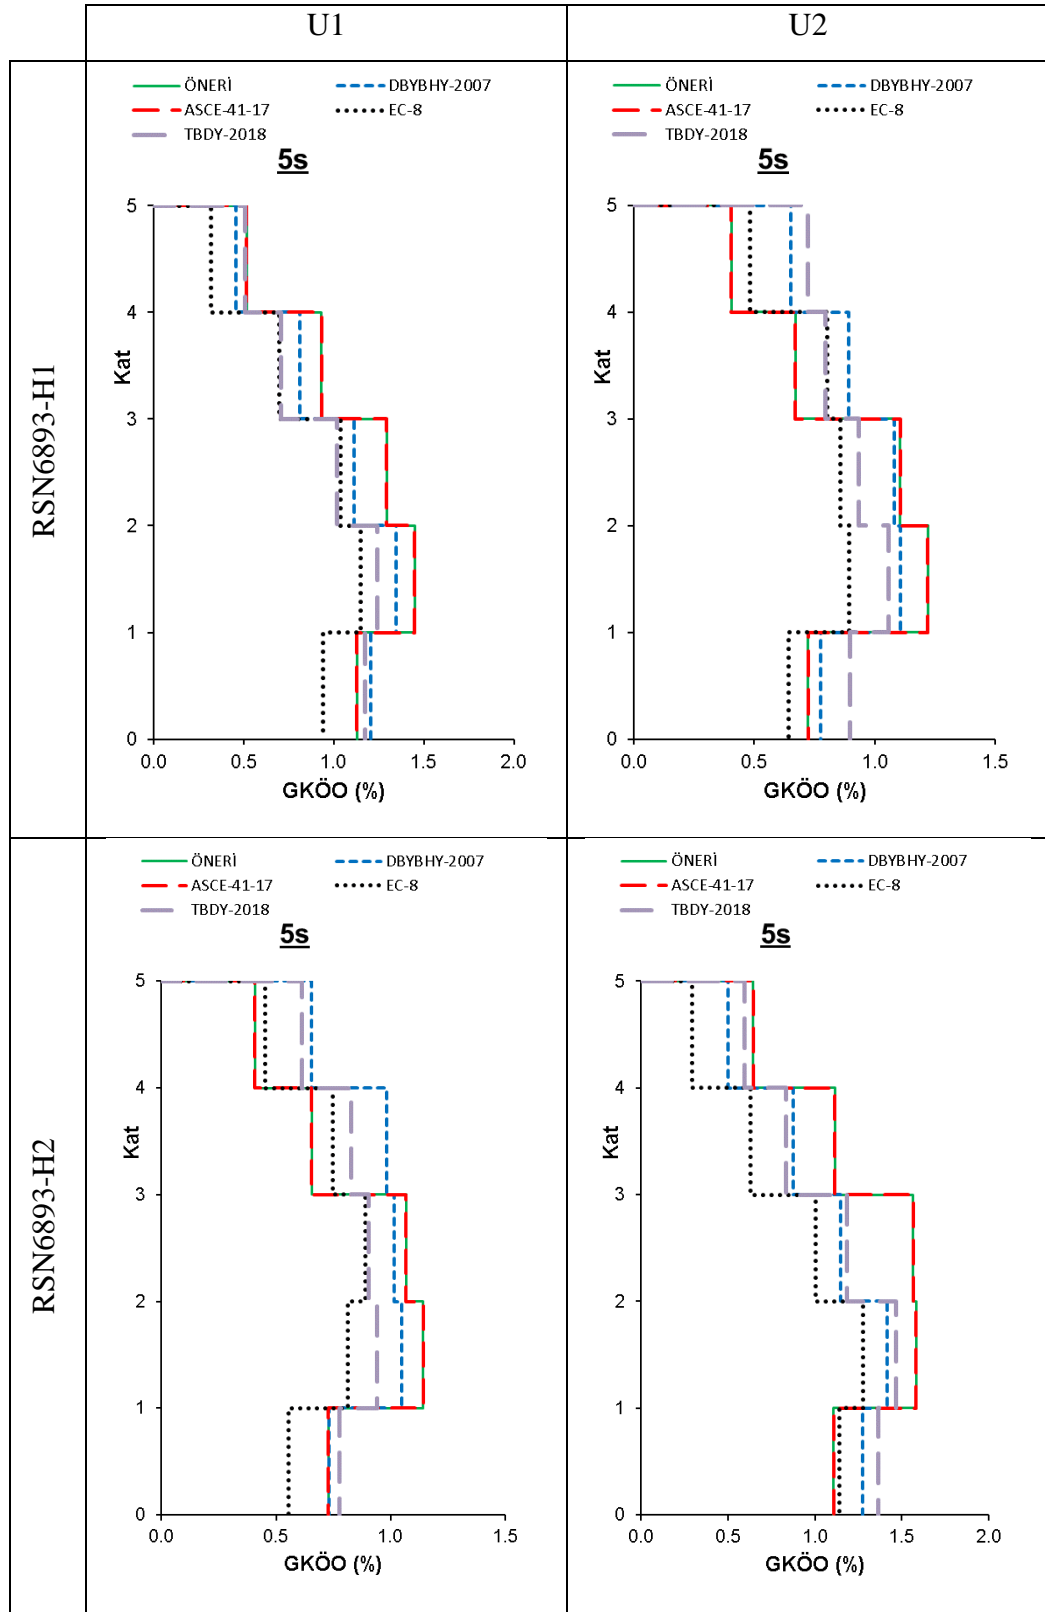 U1
U2
RSN6893-H1
ÖNERİ
DBYBHY-2007
ASCE-41-17
EC-8
TBDY-2018
5s
Kat
5
4
3
2
1
0
0.0
0.5
1.0
1.5
2.0
GKÖO (%)
ÖNERİ
DBYBHY-2007
ASCE-41-17
EC-8
TBDY-2018
5s
Kat
5
4
3
2
1
0
0.0
0.5
1.0
1.5
GKÖO (%)
RSN6893-H2
ÖNERİ
DBYBHY-2007
ASCE-41-17
EC-8
TBDY-2018
5s
Kat
5
4
3
2
1
0
0.0
0.5
1.0
1.5
GKÖO (%)
ÖNERİ
DBYBHY-2007
ASCE-41-17
EC-8
TBDY-2018
5s
Kat
5
4
3
2
1
0
0.0
0.5
1.0
1.5
2.0
GKÖO (%)